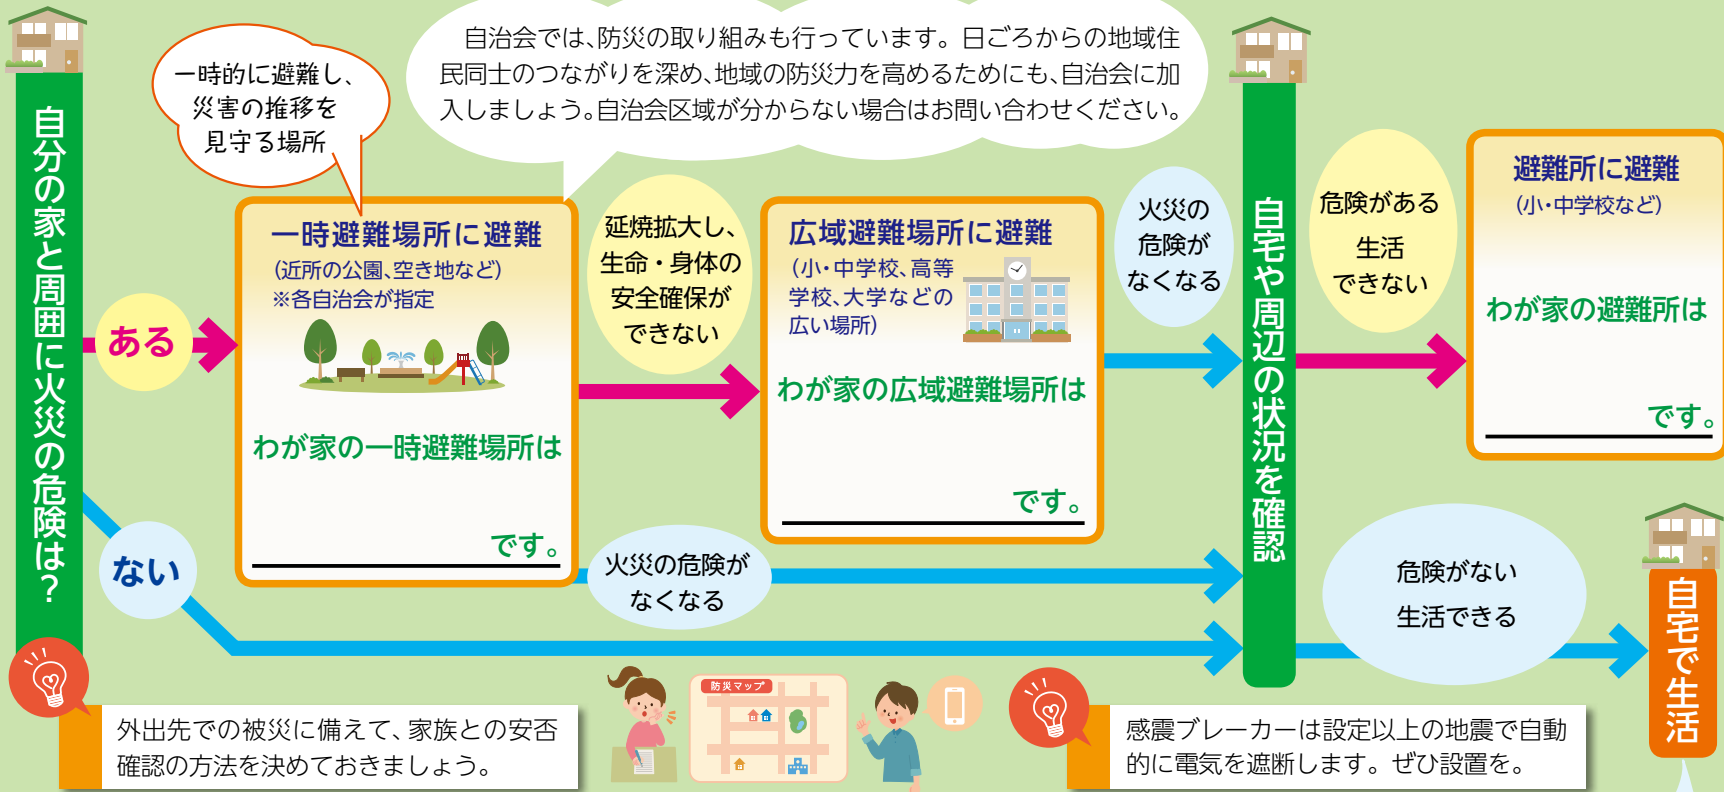 自治会では、防災の取り組みも行っています。日ごろからの地域住
民同士のつながりを深め、地域の防災力を高めるためにも、自治会に加
入しましょう。自治会区域が分からない場合はお問い合わせください。
一時的に避難し、
災害の推移を
見守る場所
自分の家と周囲に火災の危険は？
ある
ない
一時避難場所に避難
（近所の公園、空き地など）
※各自治会が指定
わが家の一時避難場所は
です。
延焼拡大し、
生命・身体の
安全確保が
できない
火災の危険が
なくなる
広域避難場所に避難
（小・中学校、高等
学校、大学などの
広い場所）
わが家の広域避難場所は
です。
火災の
危険が
なくなる
自宅や周辺の状況を確認
危険がある
生活
できない
避難所に避難
（小・中学校など）
わが家の避難所は
です。
危険がない
生活できる
自宅で生活
外出先での被災に備えて、家族との安否
確認の方法を決めておきましょう。
防災マップ
感震ブレーカーは設定以上の地震で自動
的に電気を遮断します。ぜひ設置を。